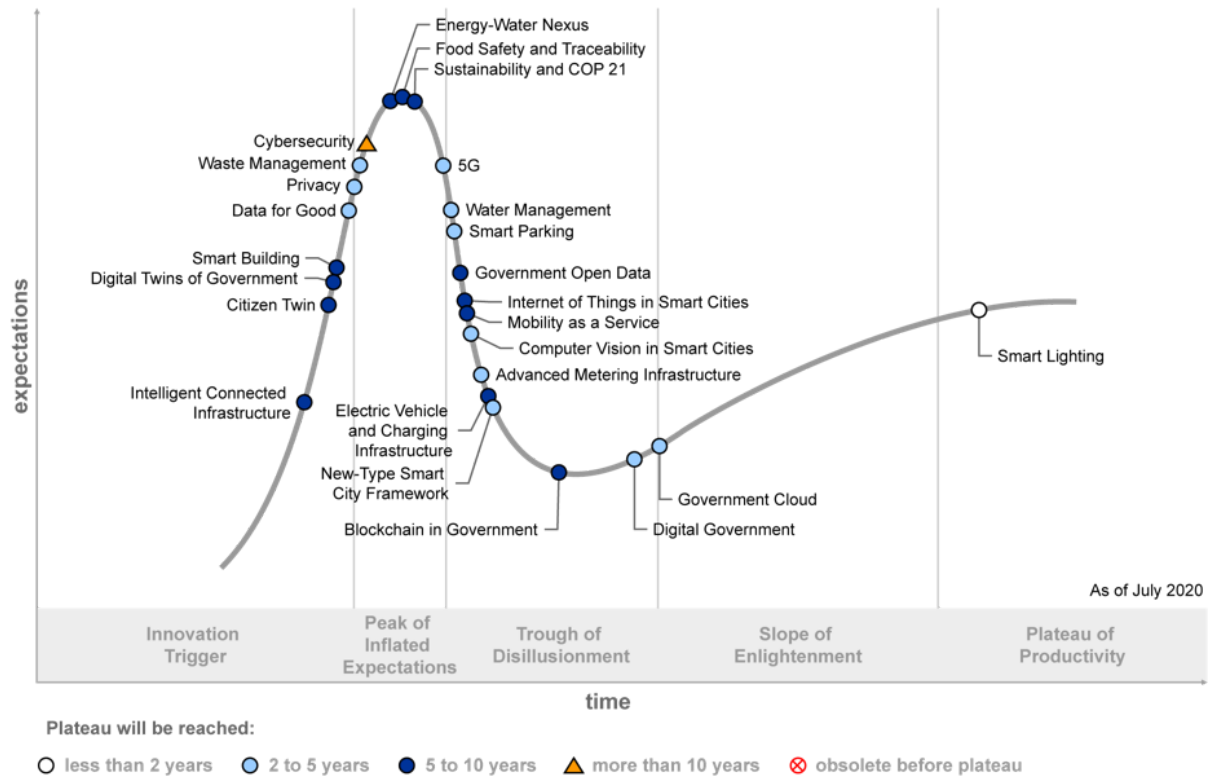 Energy-Water Nexus
Food Safety and Traceability
Sustainability and COP 21
Cybersecurity
Waste Management
5G
Privacy
Data for Good
Water Management
Smart Parking
Smart Building
Digital Twins of Government
Government Open Data
Citizen Twin
Internet of Things in Smart Cities
Mobility as a Service
Computer Vision in Smart Cities
Smart Lighting
Advanced Metering Infrastructure
Intelligent Connected
Infrastructure
Electric Vehicle
and Charging
Infrastructure
New-Type Smart
City Framework
Government Cloud
Blockchain in Government
Digital Government
expectations
As of July 2020
Innovation
Trigger
Peak of
Inflated
Expectations
Trough of
Disillusionment
Slope of
Enlightenment
Plateau of
Productivity
time
Plateau will be reached:
less than 2 years
2 to 5 years
5 to 10 years
more than 10 years
obsolete before plateau